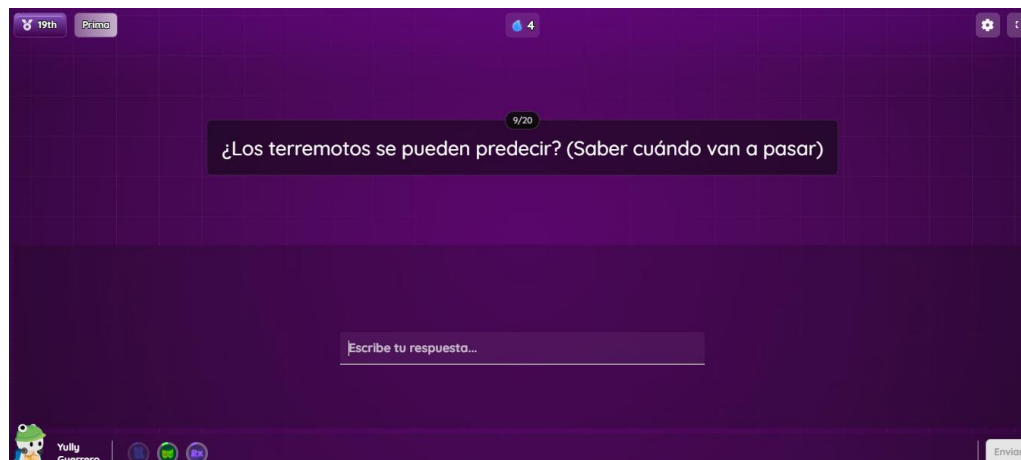 19th Prima 4
9/20
¿Los terremotos se pueden predecir? (Saber cuándo van a pasar)
Escribe tu respuesta...
Yully
Guerrero
2x
Enviar